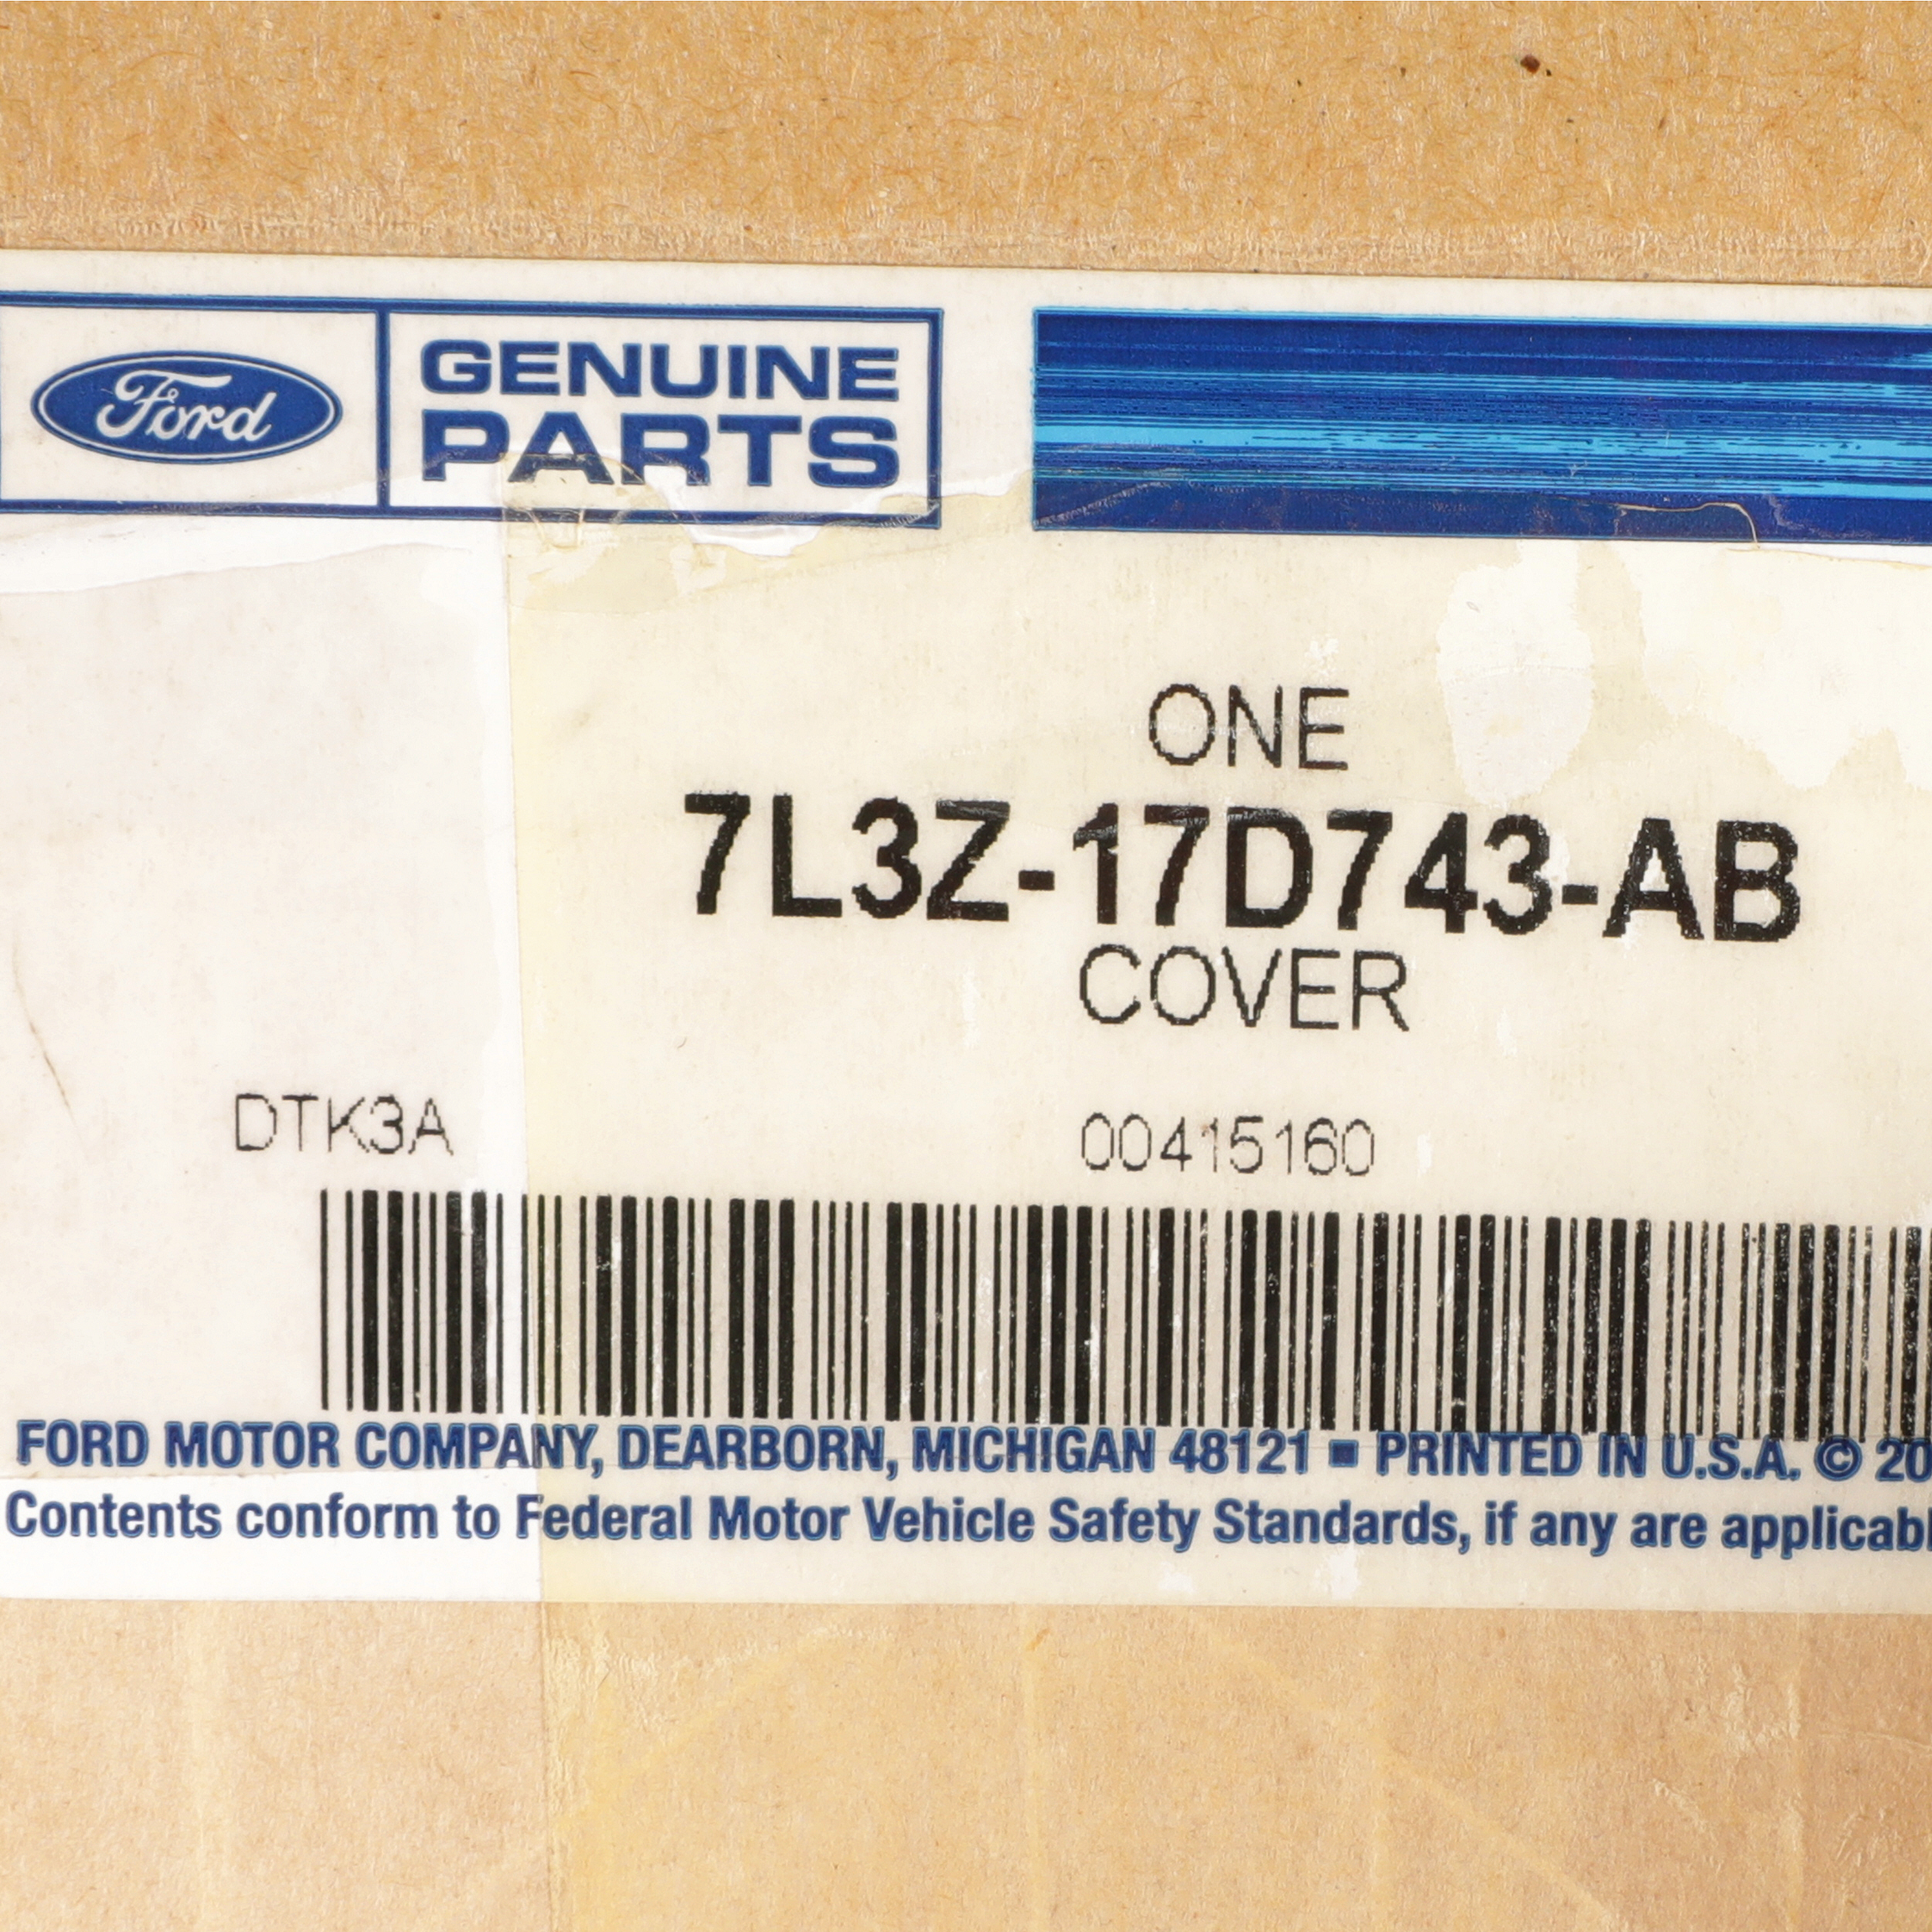 Ford
GENUINE
PARTS
ONE
7L3Z-17D743-AB
COVER
DTK3A 00415160
FORD MOTOR COMPANY, DEARBORN, MICHIGAN 48121 ▪ PRINTED IN U.S.A. © 20
Contents conform to Federal Motor Vehicle Safety Standards, if any are applicabl